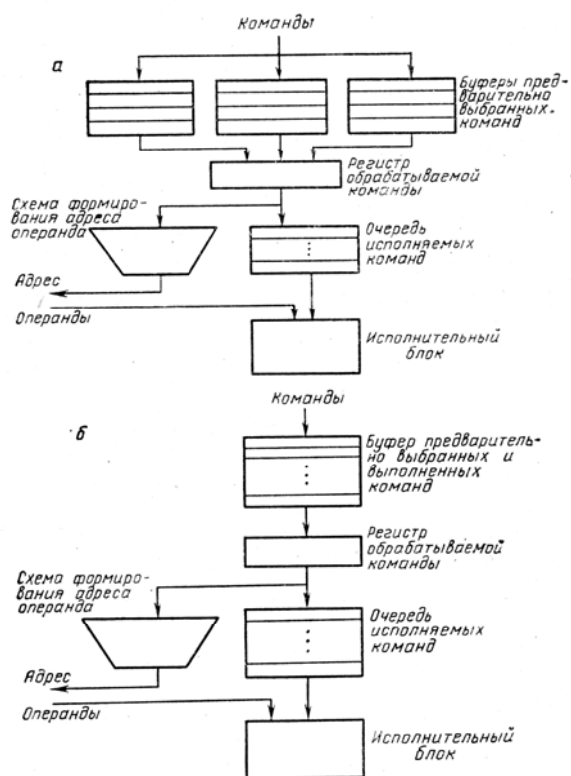 Команды
а
Буферы пред-
варительно
выбранных
команд
Регистр
обрабатываемой
команды
Схема формиро-
вания адреса
операнда
Очередь
исполняемых
команд
Адрес
Операнды
Исполнительный
блок
Команды
б
Буфер предваритель-
но выбранных и
выполненных
команд
Регистр
обрабатываемой
команды
Схема формиро-
вания адреса
операнда
Очередь
исполняемых
команд
Адрес
Операнды
Исполнительный
блок